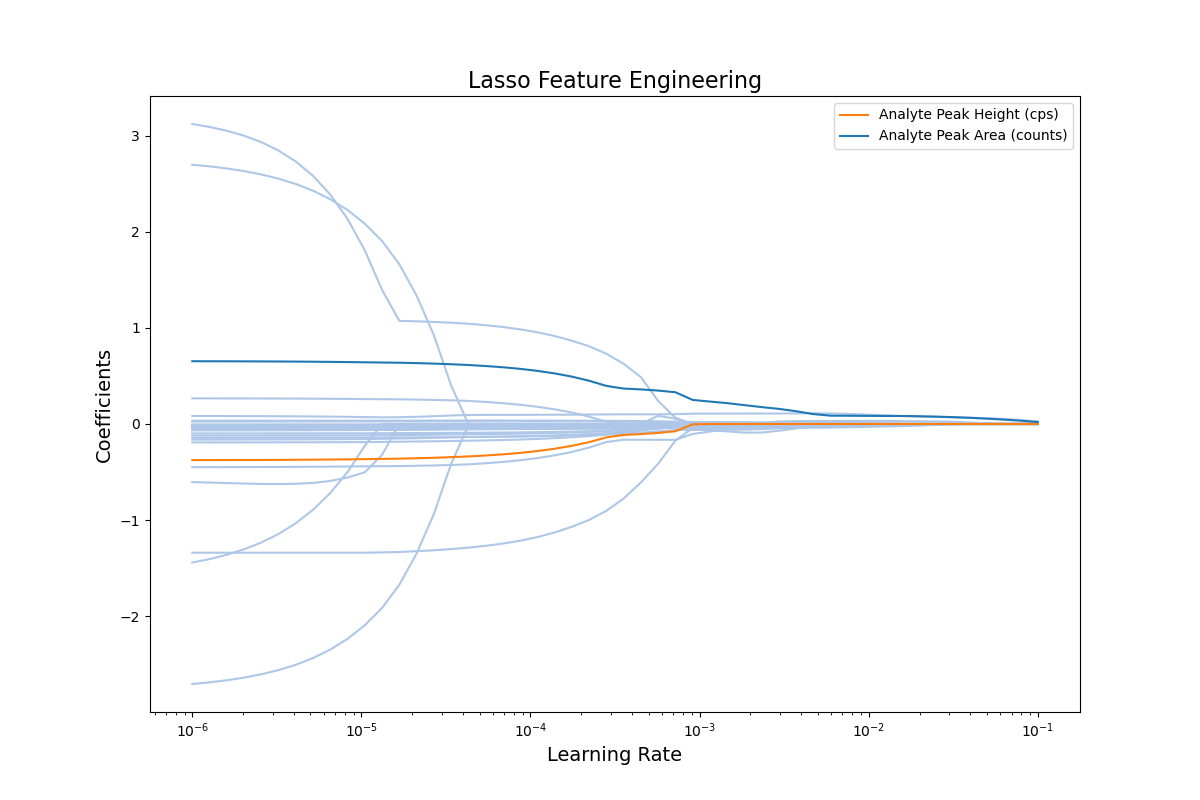 Lasso Feature Engineering
Analyte Peak Height (cps)
Analyte Peak Area (counts)
Coefficients
3
2
1
0
−1
−2
10⁻⁶
10⁻⁵
10⁻⁴
10⁻³
10⁻²
10⁻¹
Learning Rate